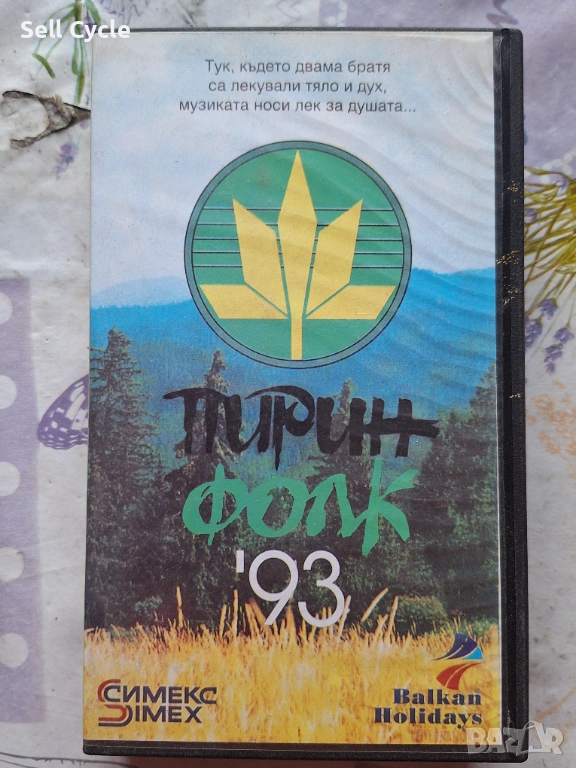 Sell Cycle
Тук, където двама братя
са лекували тяло и дух,
музиката носи лек за душата...
ПИРИН
ФОЛК
'93
СИМЕКС
SIMEX
Balkan
Holidays
BAZAR